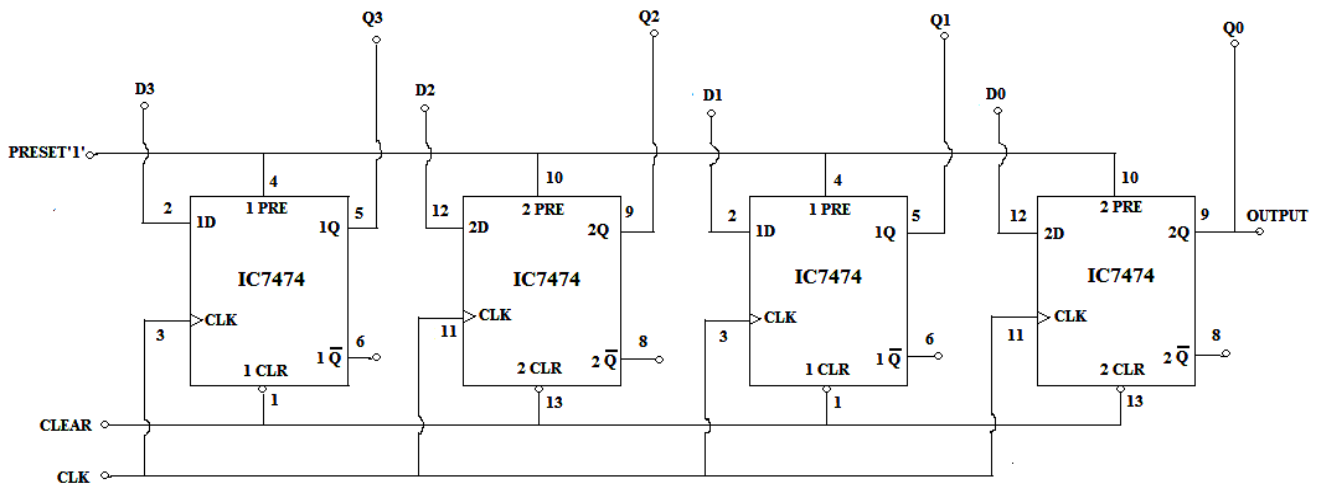 Q3 Q2 Q1 Q0
D3 D2 D1 D0
PRESET'1'
4 10 4 10
1 PRE 2 PRE 1 PRE 2 PRE
2 1D 1Q 5 12 2D 2Q 9 2 1D 1Q 5 12 2D 2Q 9 OUTPUT
IC7474 IC7474 IC7474 IC7474
3 CLK 11 CLK 3 CLK 11 CLK
1 Q̅ 6 2 Q̅ 8 1 Q̅ 6 2 Q̅ 8
1 CLR 2 CLR 1 CLR 2 CLR
1 13 1 13
CLEAR
CLK